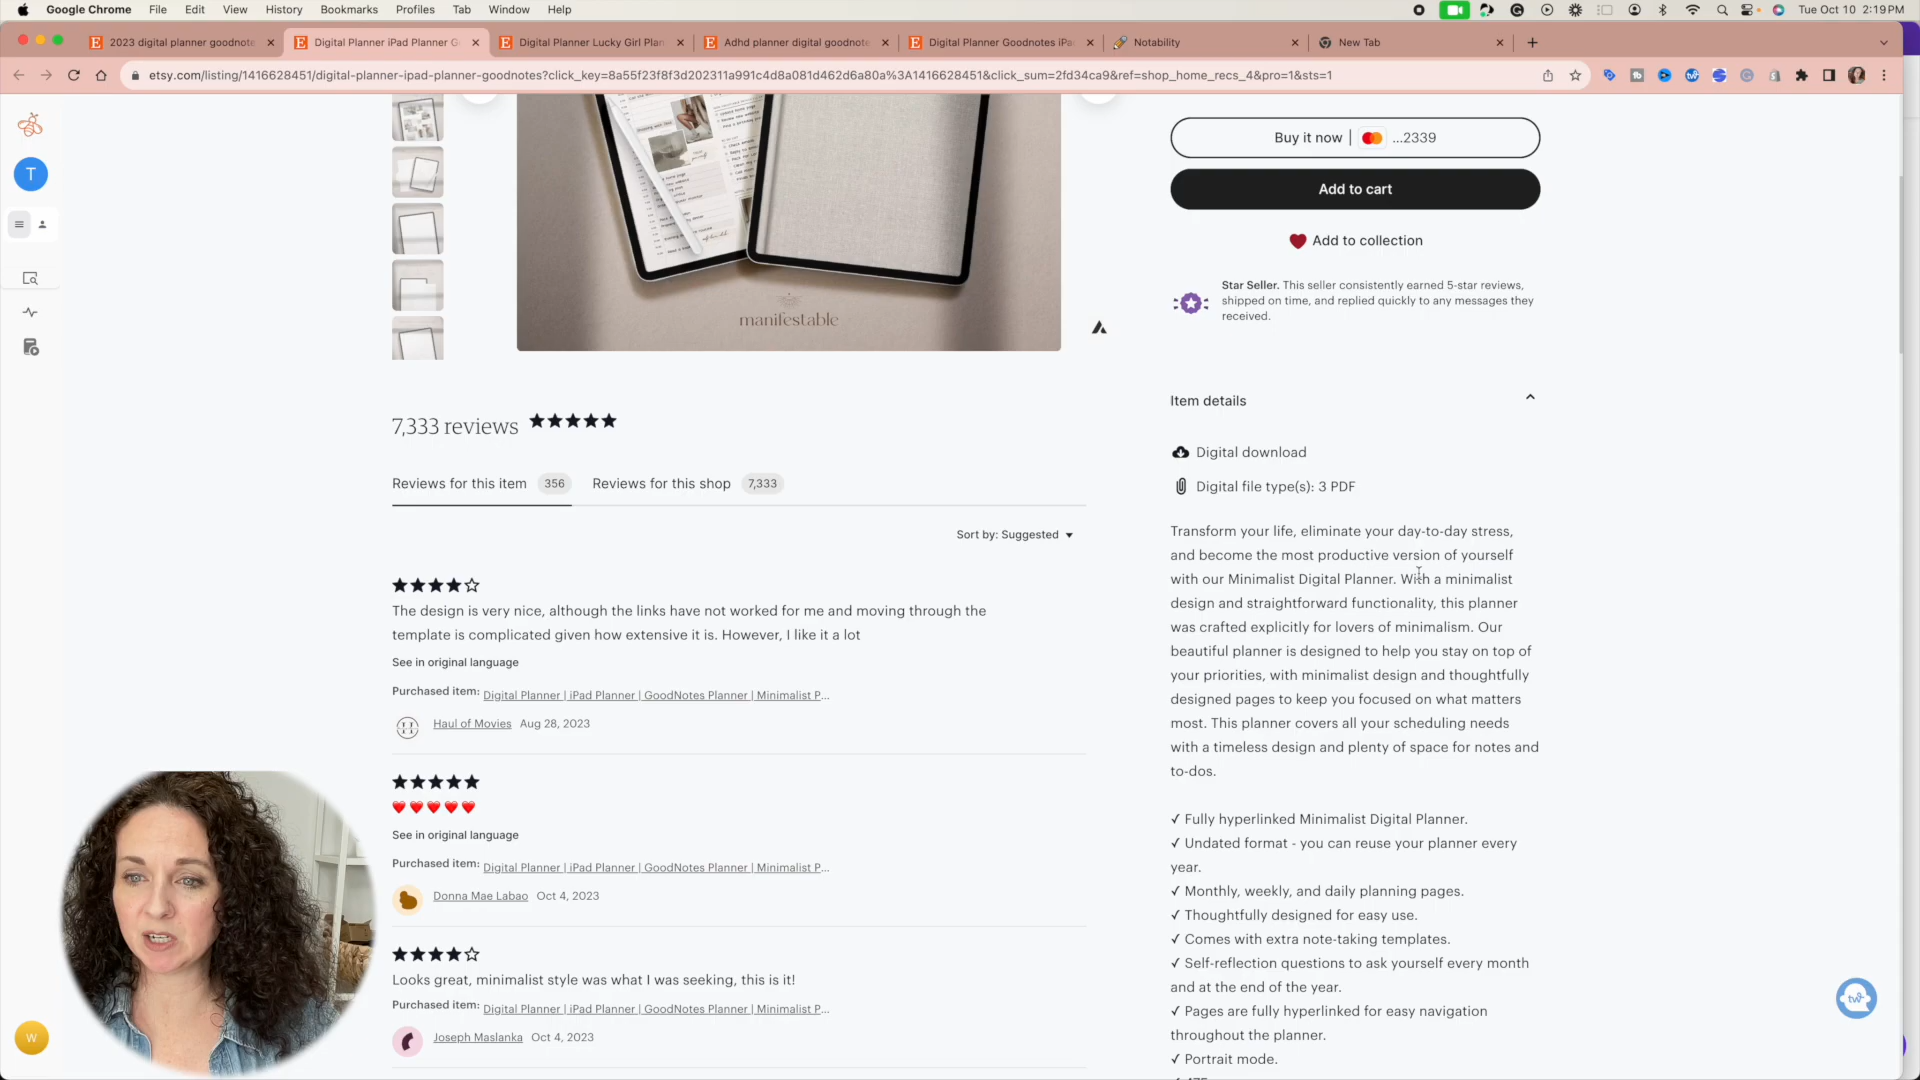 Google Chrome File Edit View History Bookmarks Profiles Tab Window Help Tue Oct 10 2:19 PM
2023 digital planner goodnote Digital Planner iPad Planner G Digital Planner Lucky Girl Plan Adhd planner digital goodnote Digital Planner Goodnotes iPa Notability New Tab
etsy.com/listing/1416628451/digital-planner-ipad-planner-goodnotes?click_key=8a55f23f8f3d202311a991c4d8a081d462d6a80a%3A1416628451&click_sum=2fd34ca9&ref=shop_home_recs_4&pro=1&sts=1
T
manifestable
Buy it now | ...2339
Add to cart
Add to collection
Star Seller. This seller consistently earned 5-star reviews,
shipped on time, and replied quickly to any messages they
received.
7,333 reviews
Reviews for this item 356 Reviews for this shop 7,333
Sort by: Suggested
The design is very nice, although the links have not worked for me and moving through the
template is complicated given how extensive it is. However, I like it a lot
See in original language
Purchased item: Digital Planner | iPad Planner | GoodNotes Planner | Minimalist P...
Haul of Movies Aug 28, 2023
See in original language
Purchased item: Digital Planner | iPad Planner | GoodNotes Planner | Minimalist P...
Donna Mae Labao Oct 4, 2023
Looks great, minimalist style was what I was seeking, this is it!
Purchased item: Digital Planner | iPad Planner | GoodNotes Planner | Minimalist P...
Joseph Maslanka Oct 4, 2023
Item details
Digital download
Digital file type(s): 3 PDF
Transform your life, eliminate your day-to-day stress,
and become the most productive version of yourself
with our Minimalist Digital Planner. With a minimalist
design and straightforward functionality, this planner
was crafted explicitly for lovers of minimalism. Our
beautiful planner is designed to help you stay on top of
your priorities, with minimalist design and thoughtfully
designed pages to keep you focused on what matters
most. This planner covers all your scheduling needs
with a timeless design and plenty of space for notes and
to-dos.
✓ Fully hyperlinked Minimalist Digital Planner.
✓ Undated format - you can reuse your planner every
year.
✓ Monthly, weekly, and daily planning pages.
✓ Thoughtfully designed for easy use.
✓ Comes with extra note-taking templates.
✓ Self-reflection questions to ask yourself every month
and at the end of the year.
✓ Pages are fully hyperlinked for easy navigation
throughout the planner.
✓ Portrait mode.
W